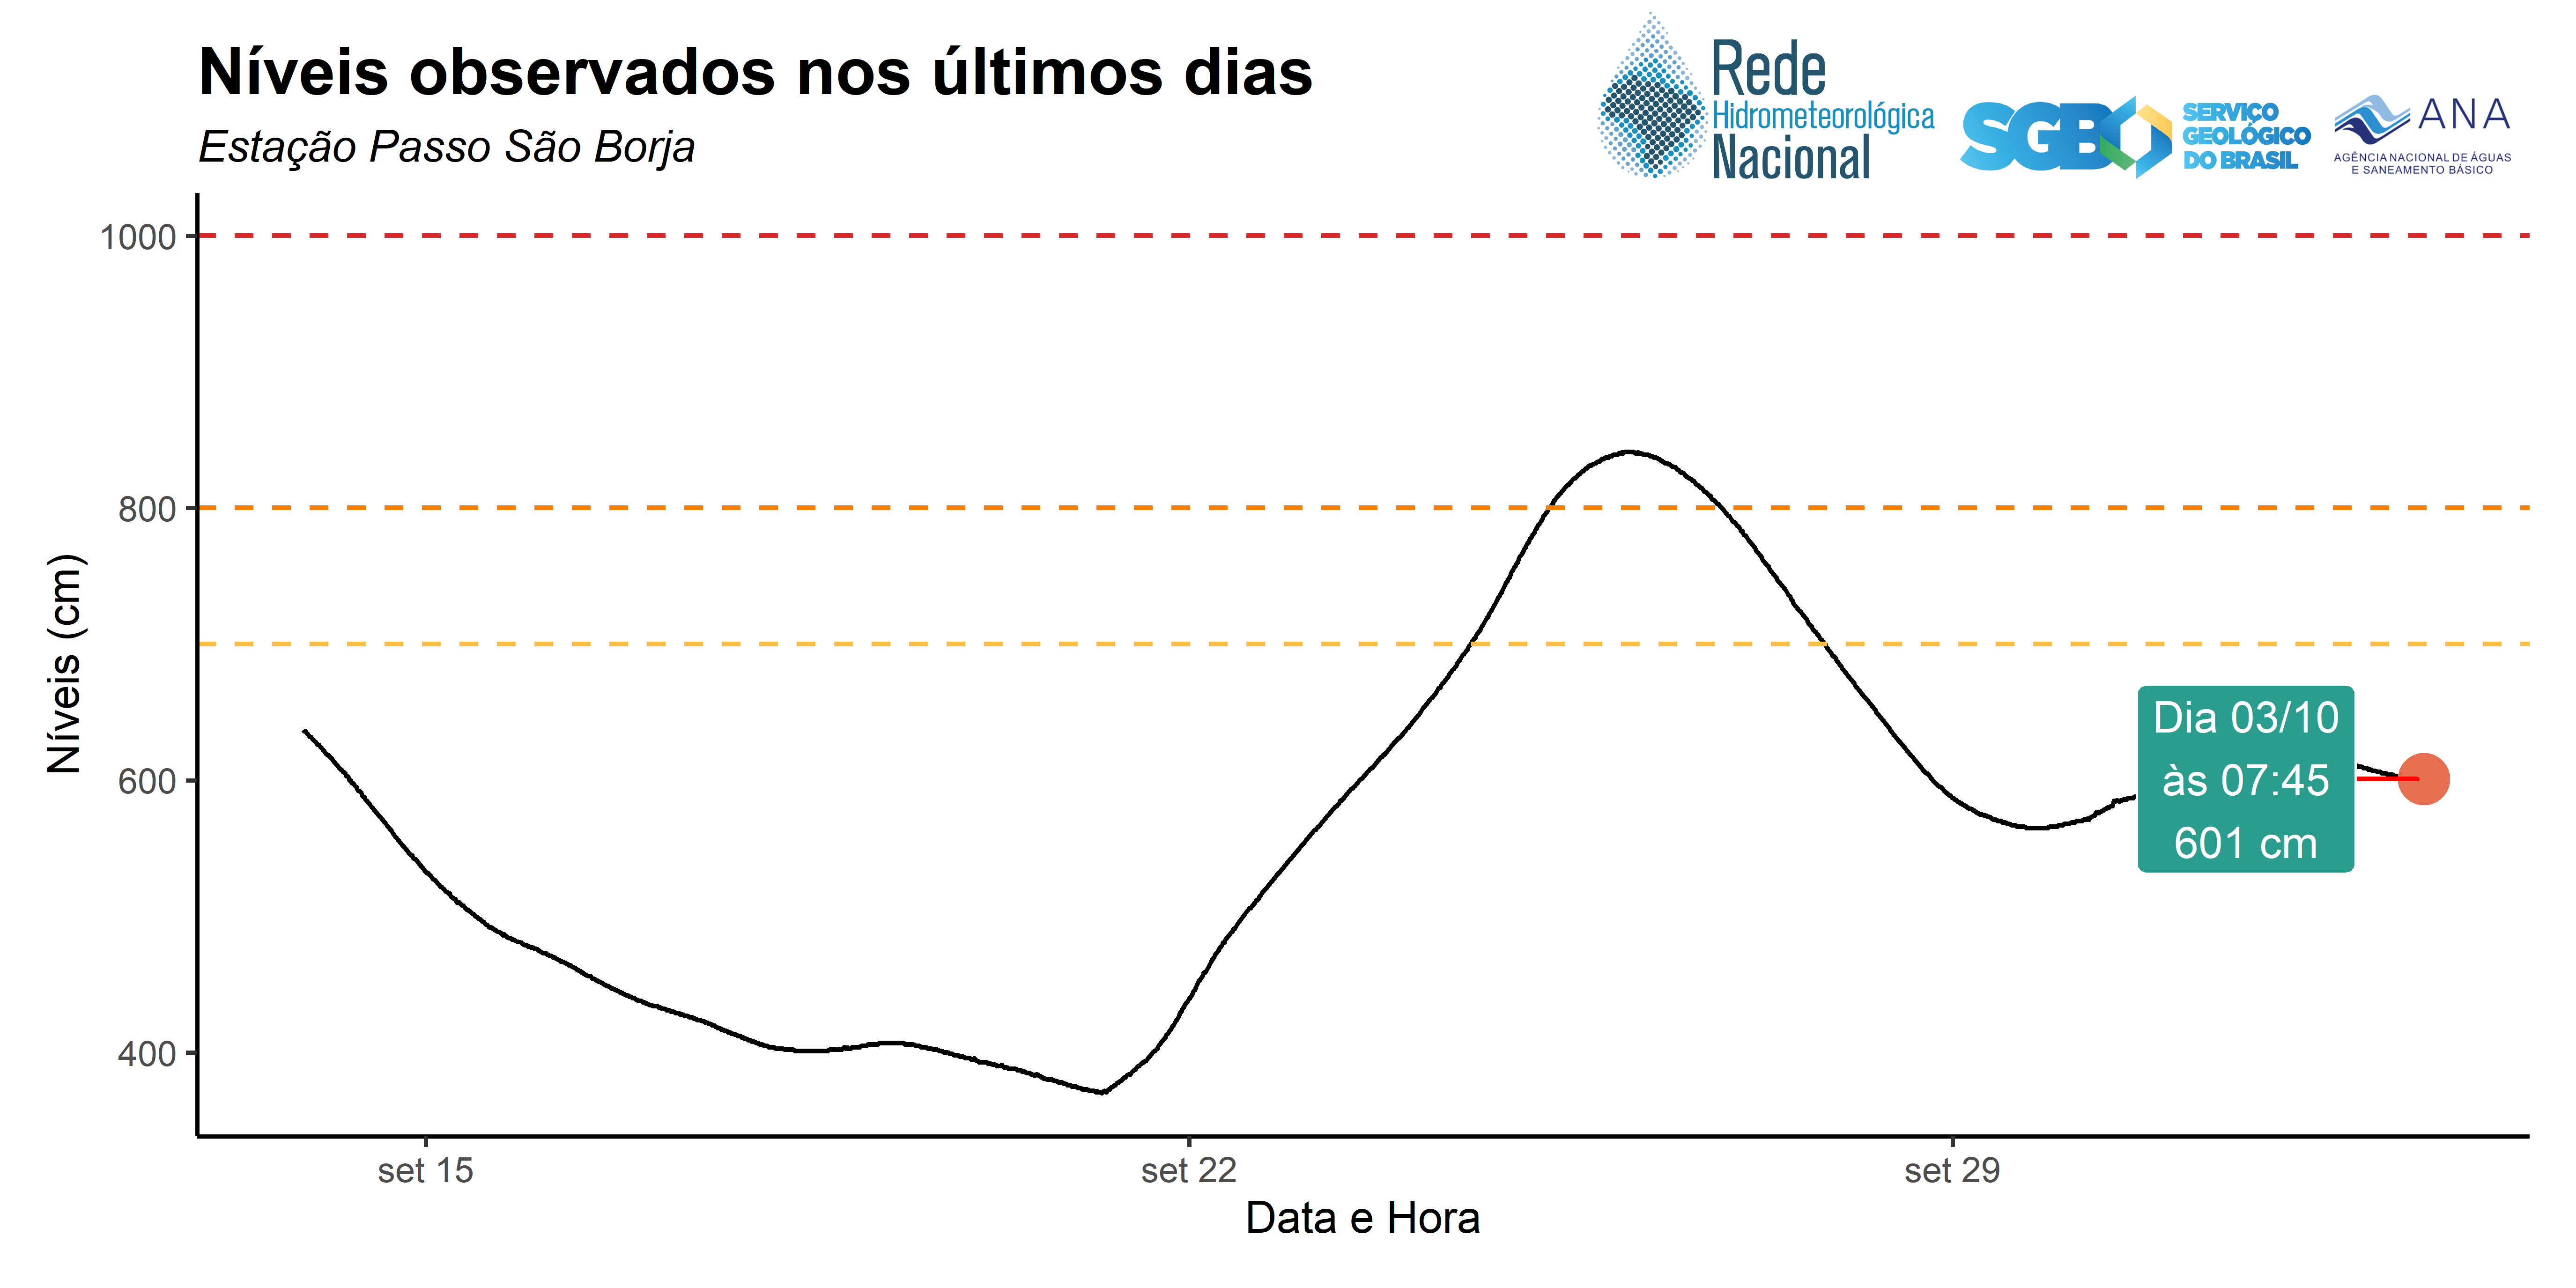 Níveis observados nos últimos dias
Estação Passo São Borja
Rede
Hidrometeorológica
Nacional
SGB
SERVIÇO
GEOLÓGICO
DO BRASIL
ANA
AGÊNCIA NACIONAL DE ÁGUAS
E SANEAMENTO BÁSICO
Níveis (cm)
1000
800
600
400
Dia 03/10
às 07:45
601 cm
set 15
set 22
set 29
Data e Hora